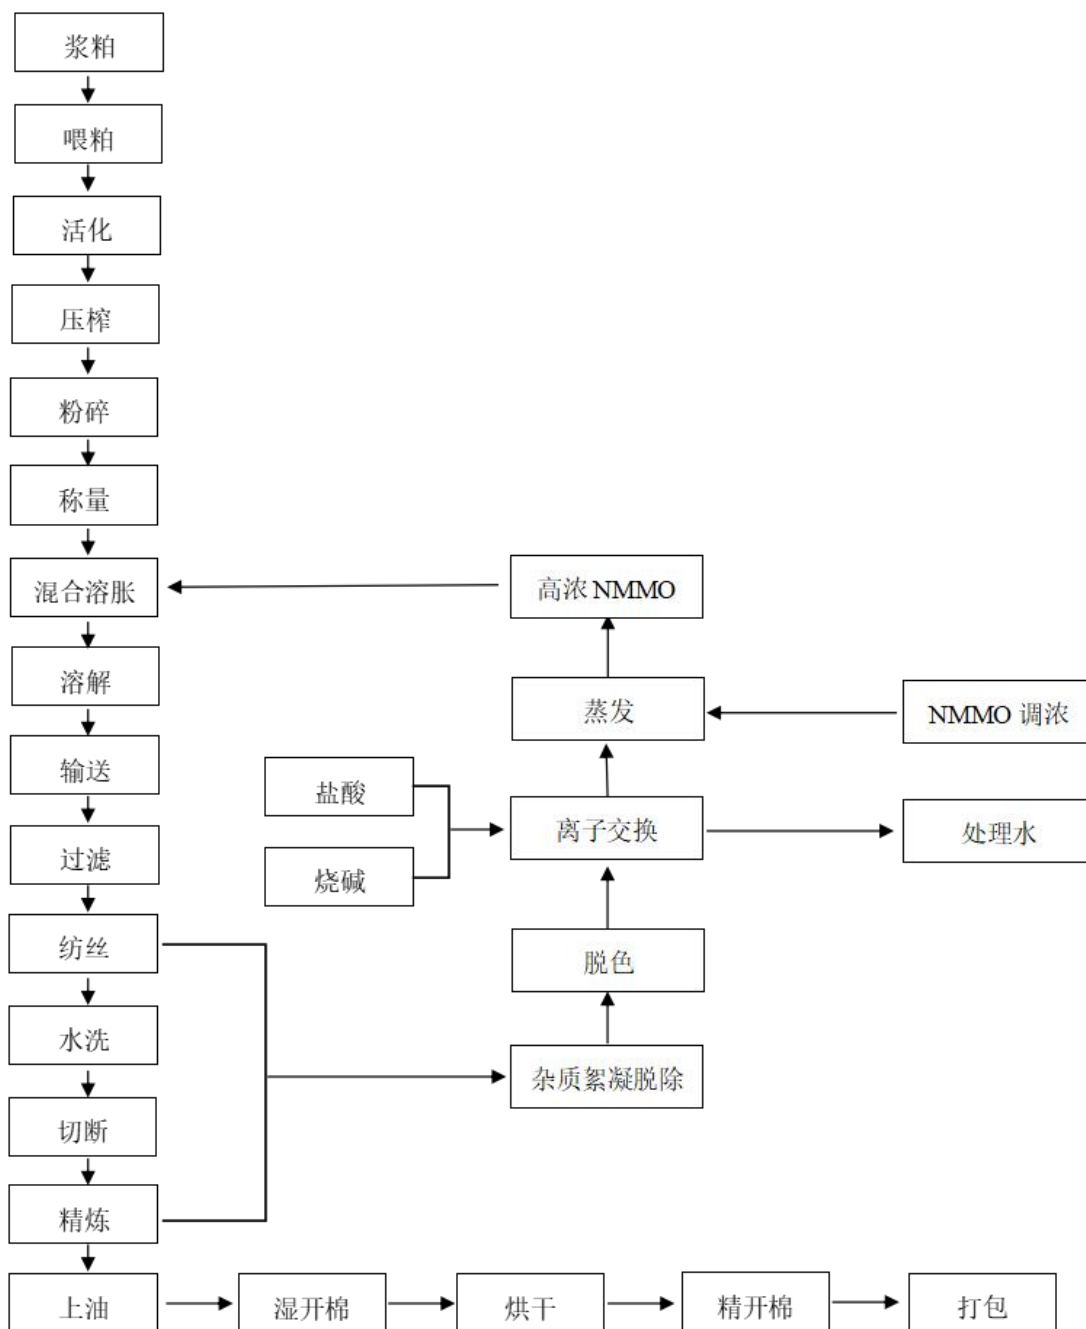 浆粕
喂粕
活化
压榨
粉碎
称量
混合溶胀
高浓 NMMO
溶解
蒸发
NMMO 调浓
输送
盐酸
离子交换
处理水
过滤
烧碱
纺丝
脱色
水洗
杂质絮凝脱除
切断
精炼
上油
湿开棉
烘干
精开棉
打包